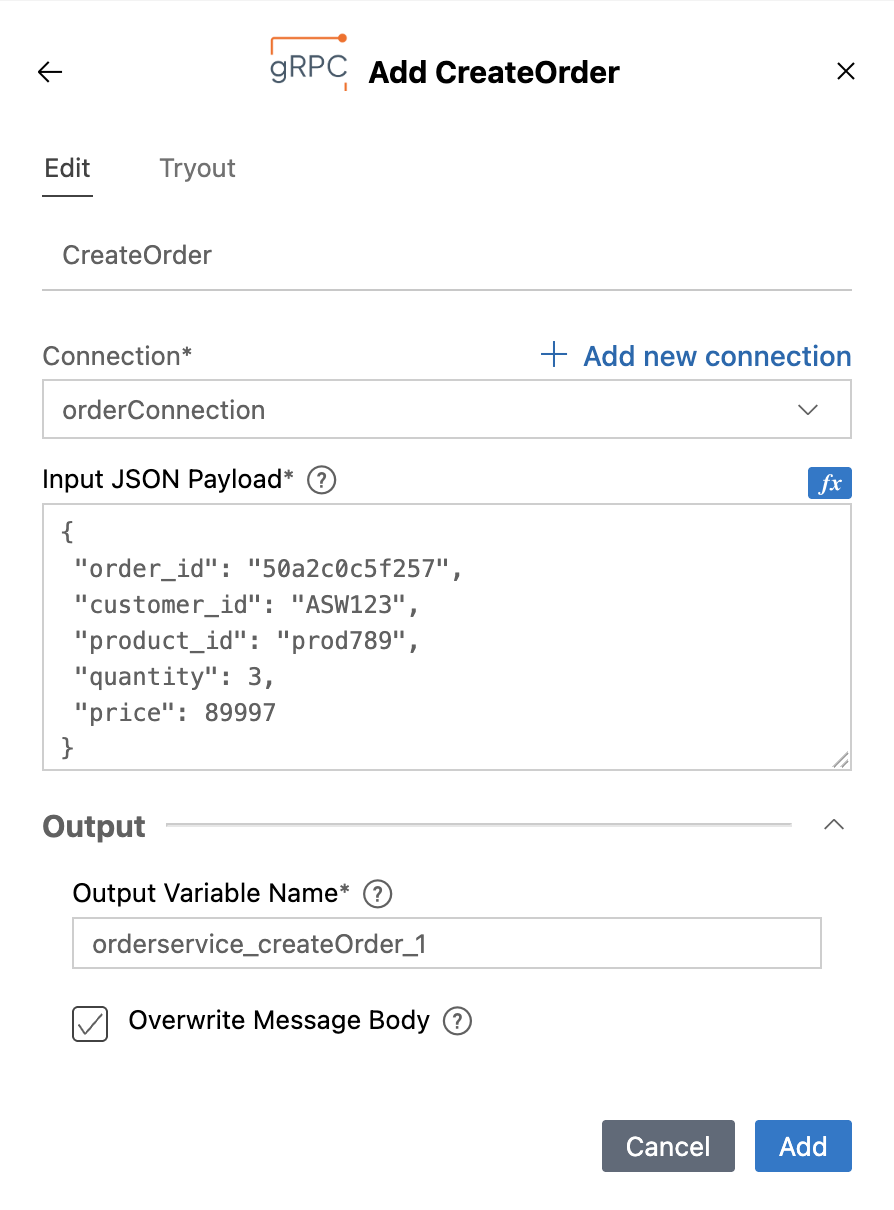 gRPC Add CreateOrder
Edit Tryout
CreateOrder
Connection* Add new connection
orderConnection
Input JSON Payload* ? fx
{
"order_id": "50a2c0c5f257",
"customer_id": "ASW123",
"product_id": "prod789",
"quantity": 3,
"price": 89997
}
Output
Output Variable Name* ?
orderservice_createOrder_1
Overwrite Message Body ?
Cancel Add